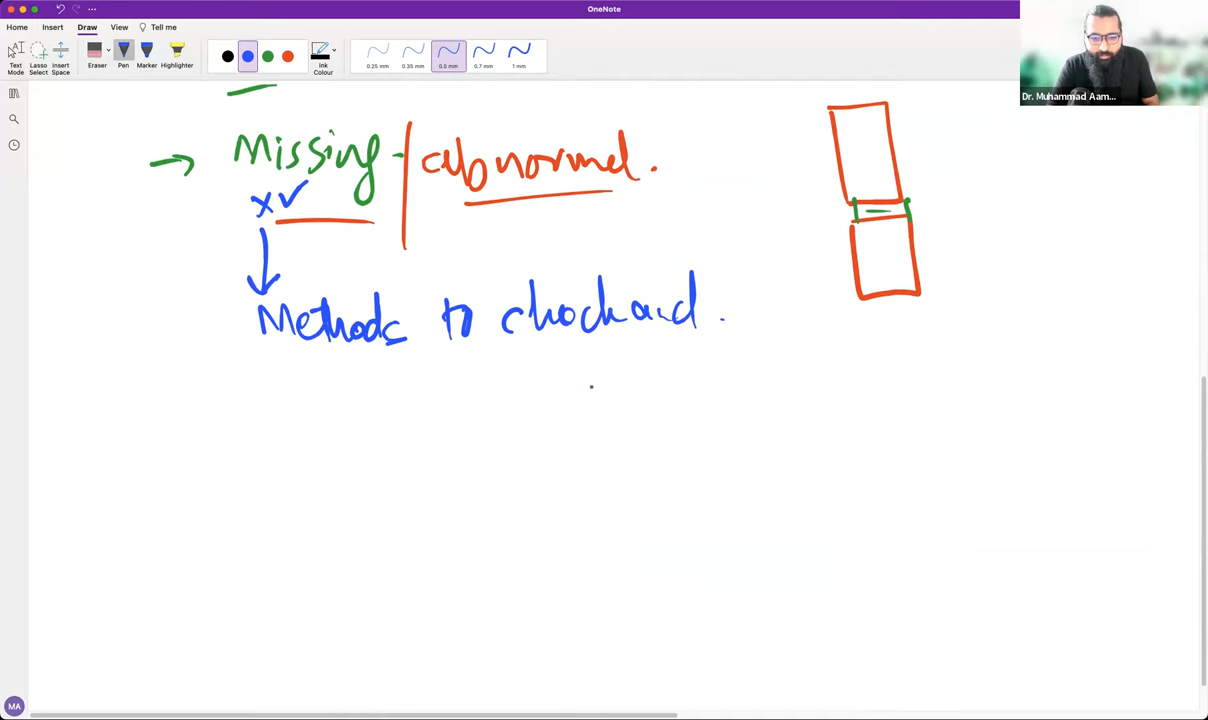 OneNote
Home Insert Draw View Tell me
Text Mode Lasso Select Insert Space Eraser Pen Marker Highlighter 0.25 mm 0.35 mm 0.5 mm 0.7 mm 1 mm Ink Colour
Dr. Muhammad Aam...
→ Missing - abnormal.
x✓
Methods to chock and.
MA